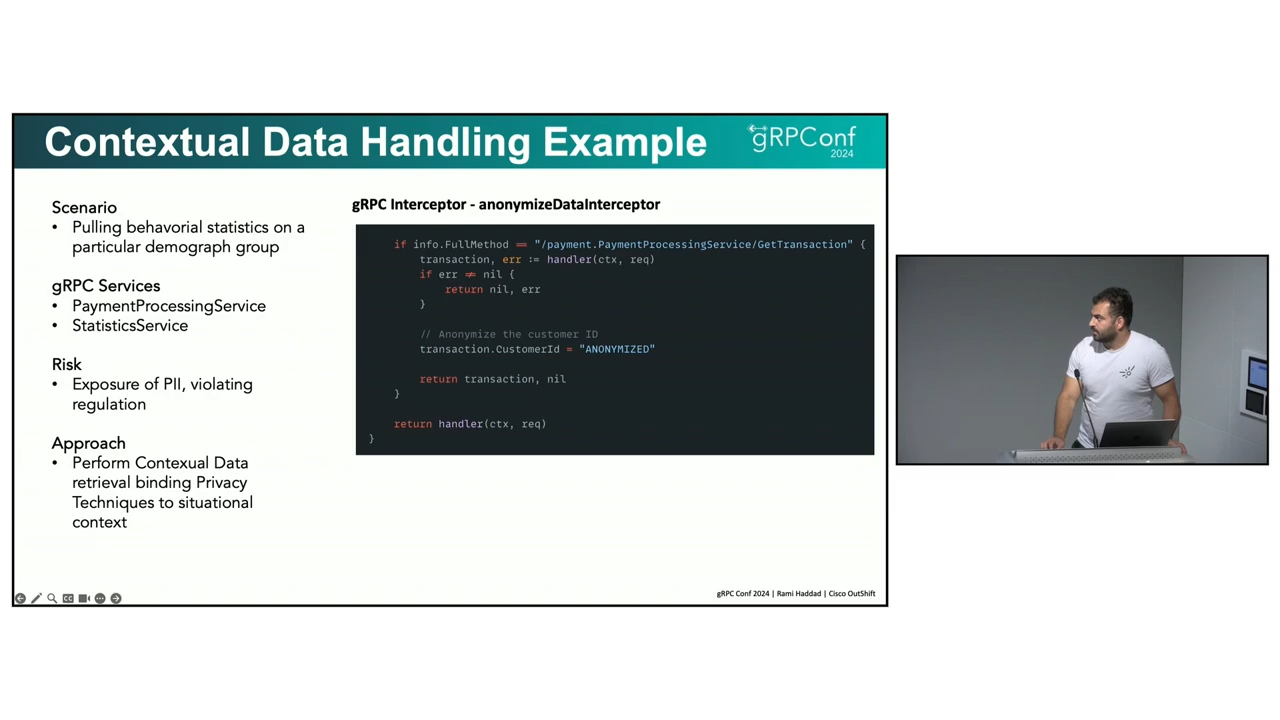 Contextual Data Handling Example
gRPConf
2024
Scenario
• Pulling behavorial statistics on a
particular demograph group
gRPC Services
• PaymentProcessingService
• StatisticsService
Risk
• Exposure of PII, violating
regulation
Approach
• Perform Contexual Data
retrieval binding Privacy
Techniques to situational
context
gRPC Interceptor - anonymizeDataInterceptor
if info.FullMethod == "/payment.PaymentProcessingService/GetTransaction" {
transaction, err := handler(ctx, req)
if err ≠ nil {
return nil, err
}
// Anonymize the customer ID
transaction.CustomerId = "ANONYMIZED"
return transaction, nil
}
return handler(ctx, req)
}
gRPC Conf 2024 | Rami Haddad | Cisco OutShift